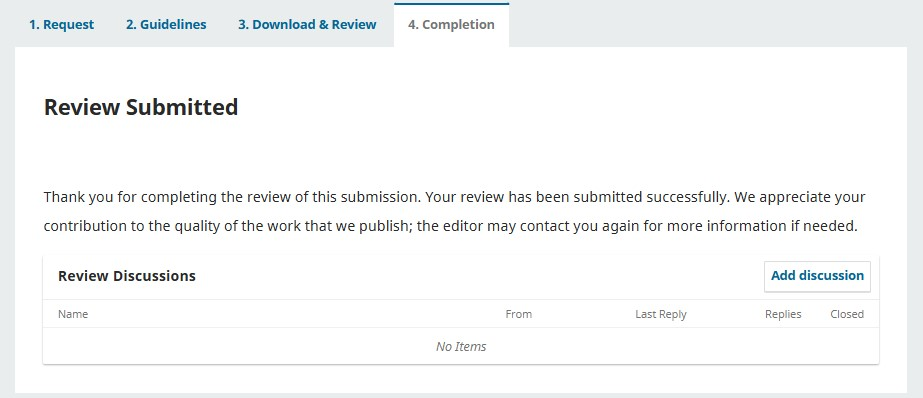 1. Request 2. Guidelines 3. Download & Review 4. Completion
Review Submitted
Thank you for completing the review of this submission. Your review has been submitted successfully. We appreciate your
contribution to the quality of the work that we publish; the editor may contact you again for more information if needed.
Review Discussions Add discussion
Name From Last Reply Replies Closed
No Items